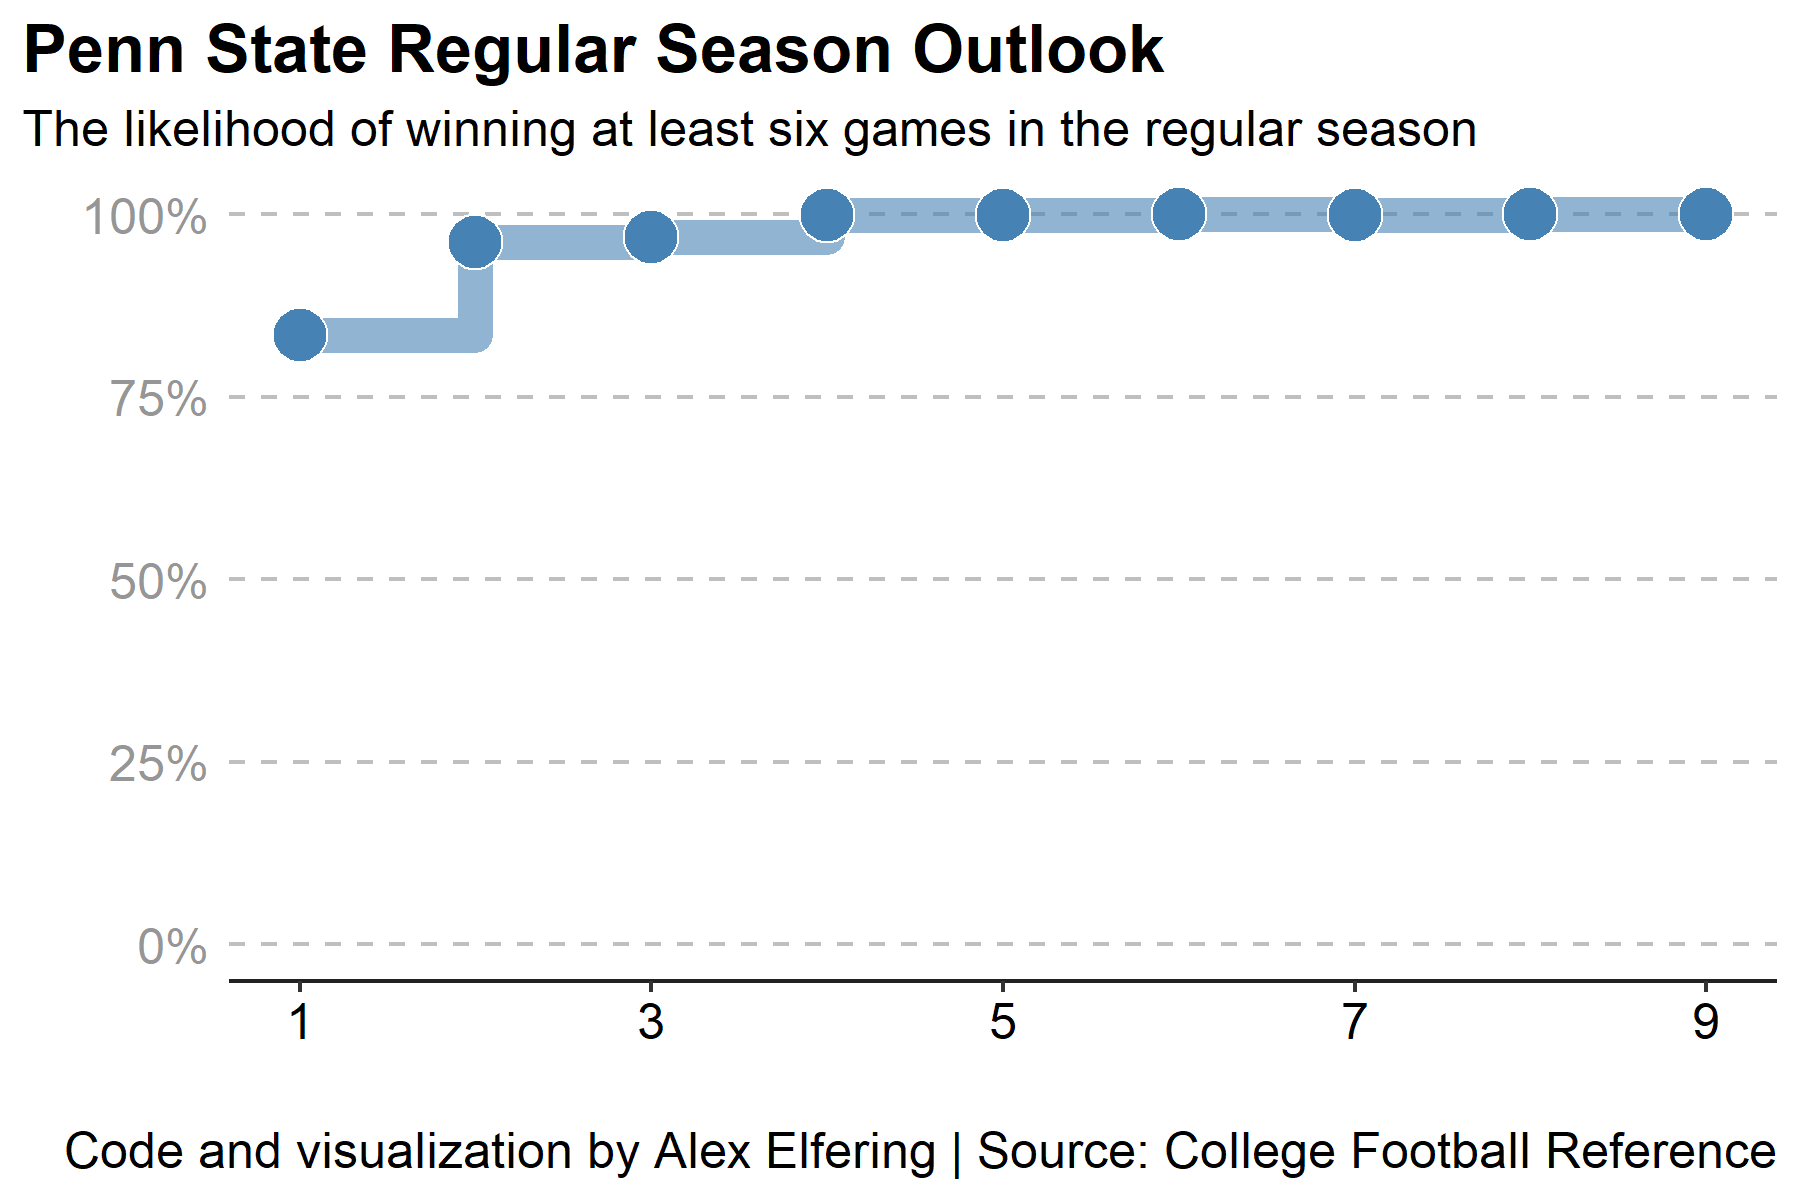 Penn State Regular Season Outlook
The likelihood of winning at least six games in the regular season
100%
75%
50%
25%
0%
1 3 5 7 9
Code and visualization by Alex Elfering | Source: College Football Reference